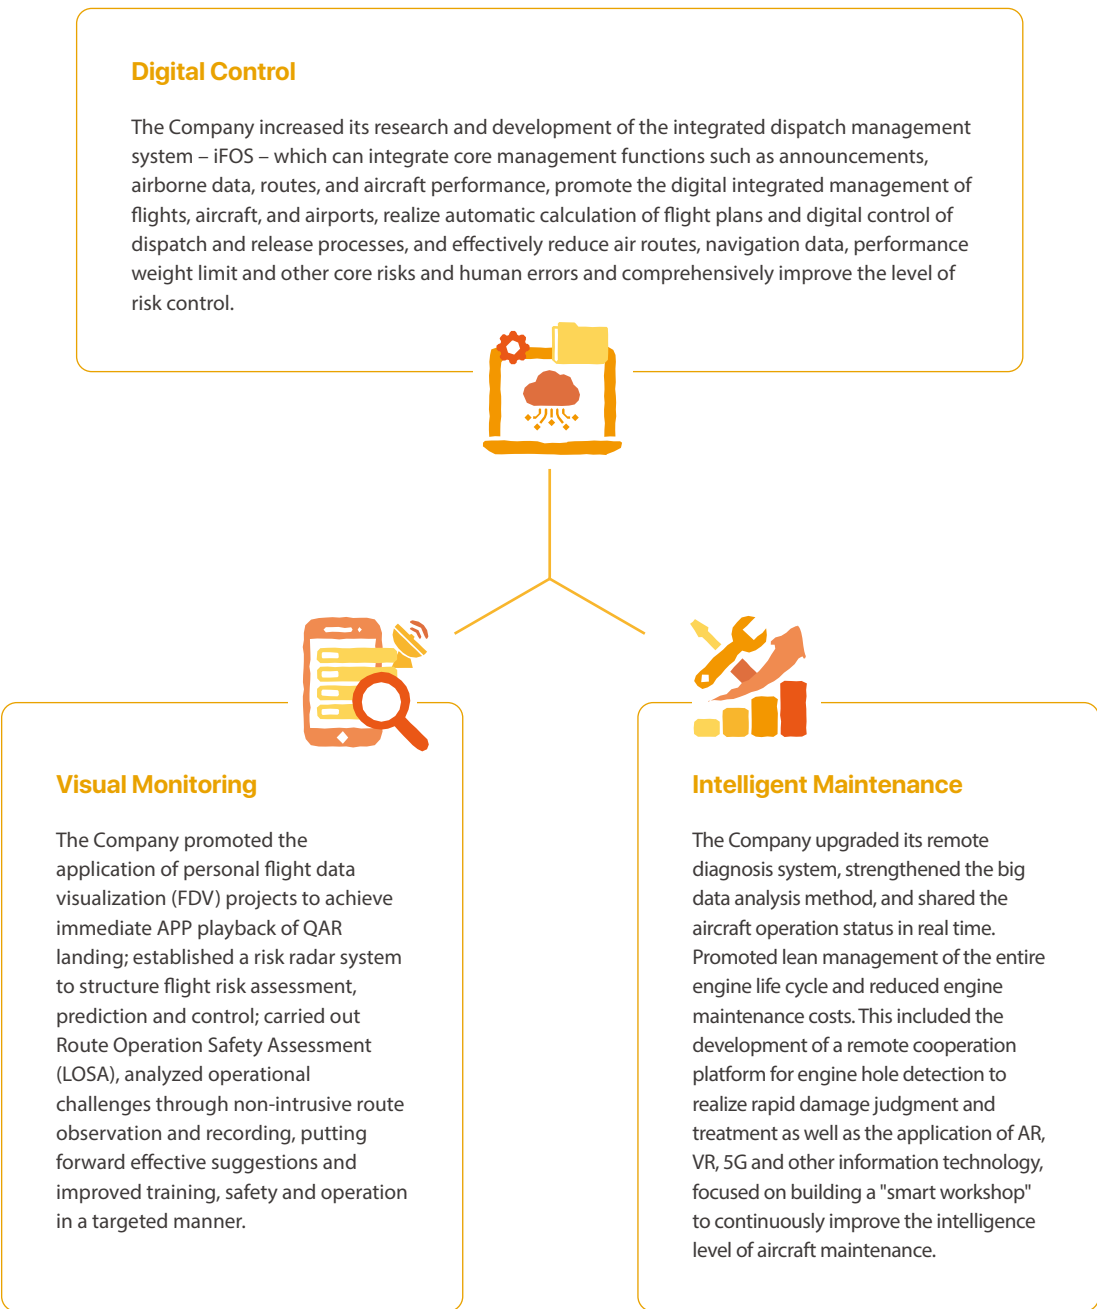 Digital Control
The Company increased its research and development of the integrated dispatch management
system – iFOS – which can integrate core management functions such as announcements,
airborne data, routes, and aircraft performance, promote the digital integrated management of
flights, aircraft, and airports, realize automatic calculation of flight plans and digital control of
dispatch and release processes, and effectively reduce air routes, navigation data, performance
weight limit and other core risks and human errors and comprehensively improve the level of
risk control.
Visual Monitoring
The Company promoted the
application of personal flight data
visualization (FDV) projects to achieve
immediate APP playback of QAR
landing; established a risk radar system
to structure flight risk assessment,
prediction and control; carried out
Route Operation Safety Assessment
(LOSA), analyzed operational
challenges through non-intrusive route
observation and recording, putting
forward effective suggestions and
improved training, safety and operation
in a targeted manner.
Intelligent Maintenance
The Company upgraded its remote
diagnosis system, strengthened the big
data analysis method, and shared the
aircraft operation status in real time.
Promoted lean management of the entire
engine life cycle and reduced engine
maintenance costs. This included the
development of a remote cooperation
platform for engine hole detection to
realize rapid damage judgment and
treatment as well as the application of AR,
VR, 5G and other information technology,
focused on building a "smart workshop"
to continuously improve the intelligence
level of aircraft maintenance.